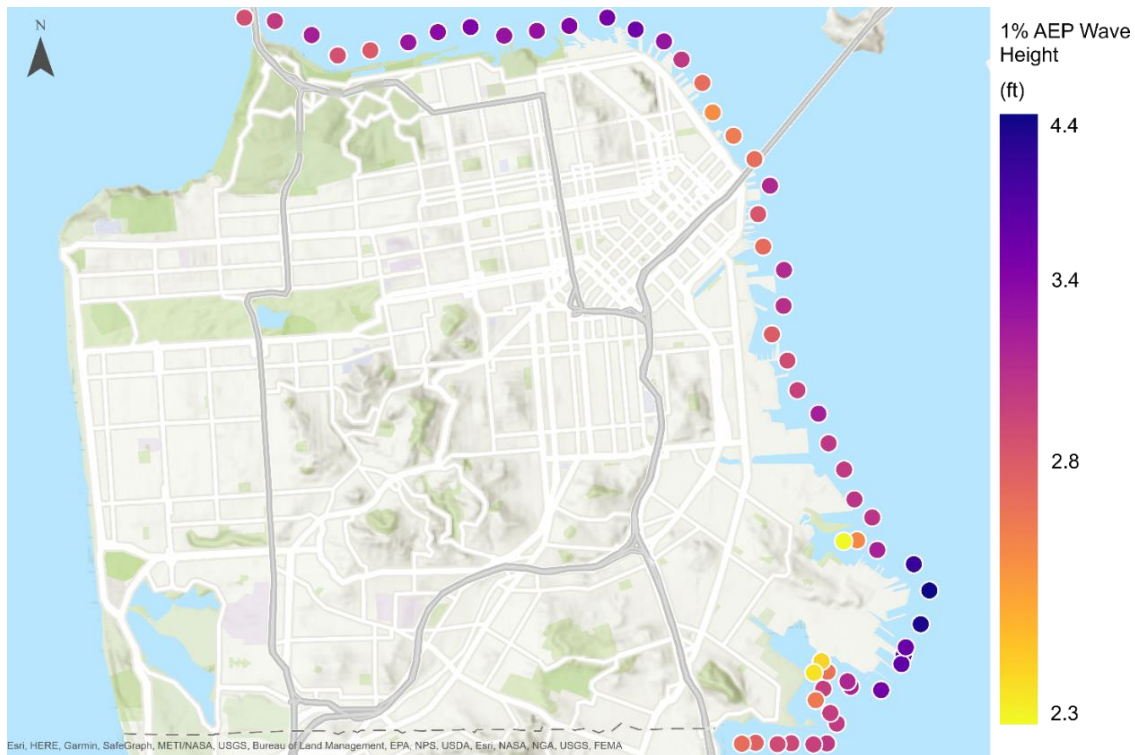 N
1% AEP Wave
Height
(ft)
4.4
3.4
2.8
2.3
Esri, HERE, Garmin, SafeGraph, METI/NASA, USGS, Bureau of Land Management, EPA, NPS, USDA, Esri, NASA, NGA, USGS, FEMA